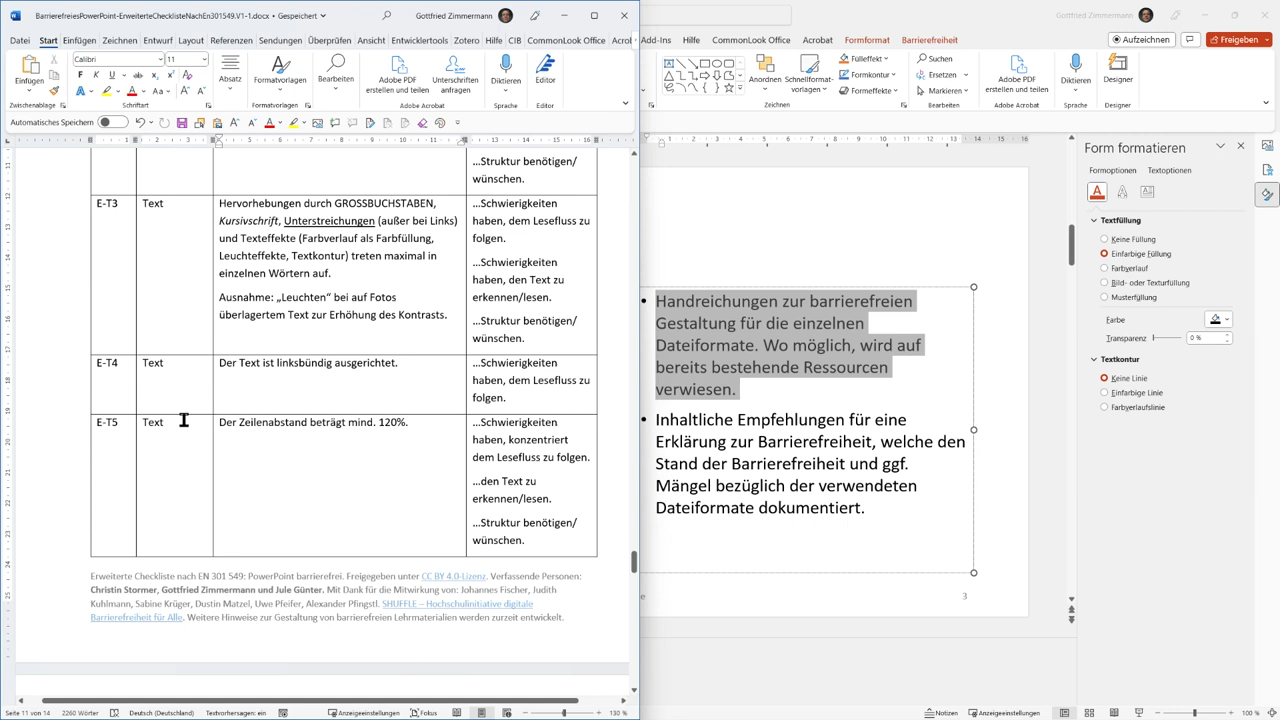 BarrierefreiesPowerPoint-ErweiterteChecklisteNachEn301549.V1-1.docx • Gespeichert
Gottfried Zimmermann
Gottfried Zimmermann
Datei Start Einfügen Zeichnen Entwurf Layout Referenzen Sendungen Überprüfen Ansicht Entwicklertools Zotero Hilfe CIB CommonLook Office Acrob
Add-Ins Hilfe CommonLook Office Acrobat Formformat Barrierefreiheit Aufzeichnen Freigeben
Einfügen
Calibri 11
F K U ab x₂ x²
Absatz
Formatvorlagen
Bearbeiten
Adobe PDF erstellen und teilen
Unterschriften anfragen
Diktieren
Editor
Zwischenablage Schriftart Formatvorlagen Adobe Acrobat Sprache Editor
Anordnen
Schnellformat-vorlagen
Fülleffekt
Formkontur
Formeffekte
Suchen
Ersetzen
Markieren
Adobe PDF erstellen und teilen
Diktieren
Designer
Zeichnen Bearbeiten Adobe Acrobat Sprache Designer
Automatisches Speichern
…Struktur benötigen/
wünschen.
E-T3 Text
Hervorhebungen durch GROSSBUCHSTABEN,
Kursivschrift, Unterstreichungen (außer bei Links)
und Texteffekte (Farbverlauf als Farbfüllung,
Leuchteffekte, Textkontur) treten maximal in
einzelnen Wörtern auf.
Ausnahme: „Leuchten“ bei auf Fotos
überlagertem Text zur Erhöhung des Kontrasts.
…Schwierigkeiten
haben, dem Lesefluss zu
folgen.
…Schwierigkeiten
haben, den Text zu
erkennen/lesen.
…Struktur benötigen/
wünschen.
E-T4 Text Der Text ist linksbündig ausgerichtet.
…Schwierigkeiten
haben, dem Lesefluss zu
folgen.
E-T5 Text Der Zeilenabstand beträgt mind. 120%.
…Schwierigkeiten
haben, konzentriert
dem Lesefluss zu folgen.
…den Text zu
erkennen/lesen.
…Struktur benötigen/
wünschen.
Erweiterte Checkliste nach EN 301 549: PowerPoint barrierefrei. Freigegeben unter CC BY 4.0-Lizenz. Verfassende Personen:
Christin Stormer, Gottfried Zimmermann und Jule Günter. Mit Dank für die Mitwirkung von: Johannes Fischer, Judith
Kuhlmann, Sabine Krüger, Dustin Matzel, Uwe Pfeifer, Alexander Pfingstl. SHUFFLE – Hochschulinitiative digitale
Barrierefreiheit für Alle. Weitere Hinweise zur Gestaltung von barrierefreien Lehrmaterialien werden zurzeit entwickelt.
Seite 11 von 14 2260 Wörter Deutsch (Deutschland) Textvorhersagen: ein Anzeigeeinstellungen Fokus 130 %
• Handreichungen zur barrierefreien
Gestaltung für die einzelnen
Dateiformate. Wo möglich, wird auf
bereits bestehende Ressourcen
verwiesen.
• Inhaltliche Empfehlungen für eine
Erklärung zur Barrierefreiheit, welche den
Stand der Barrierefreiheit und ggf.
Mängel bezüglich der verwendeten
Dateiformate dokumentiert.
3
Form formatieren
Formoptionen Textoptionen
Textfüllung
Keine Füllung
Einfarbige Füllung
Farbverlauf
Bild- oder Texturfüllung
Musterfüllung
Farbe
Transparenz 0 %
Textkontur
Keine Linie
Einfarbige Linie
Farbverlaufslinie
Notizen Anzeigeeinstellungen 100 %